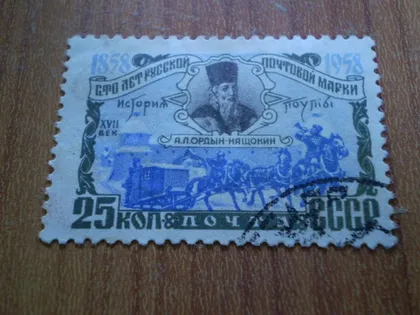 1858 1958
СТО ЛЕТ РУССКОЙ ПОЧТОВОЙ МАРКИ
история почты
XVII
ВЕК
А.Л.ОРДЫН-НАЩОКИН
25 КОП ПОЧТА СССР